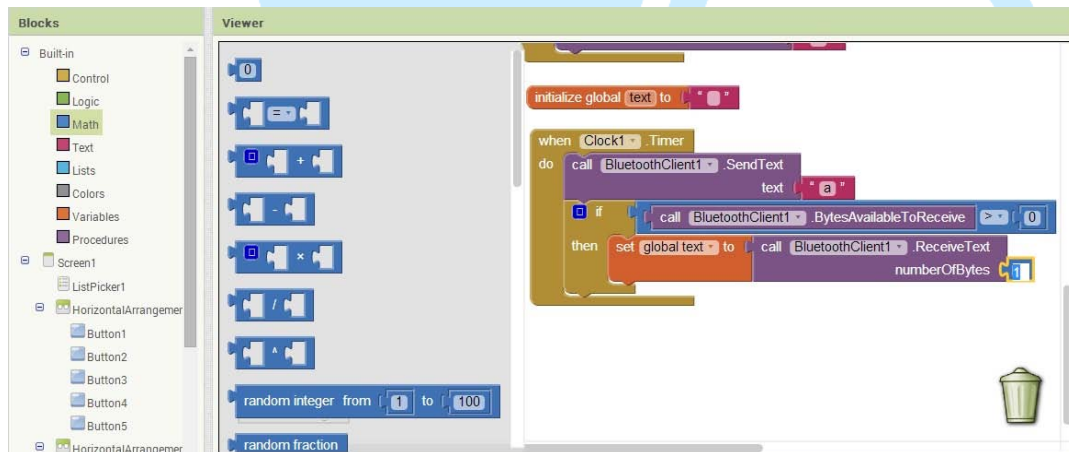 Blocks
Viewer
Built-in
Control
Logic
Math
Text
Lists
Colors
Variables
Procedures
Screen1
ListPicker1
HorizontalArrangemer
Button1
Button2
Button3
Button4
Button5
HorizontalArrangemer
0
=
+
-
×
/
^
random integer from 1 to 100
random fraction
initialize global text to " "
when Clock1 .Timer
do call BluetoothClient1 .SendText
text " a "
if call BluetoothClient1 .BytesAvailableToReceive > 0
then set global text to call BluetoothClient1 .ReceiveText
numberOfBytes 1